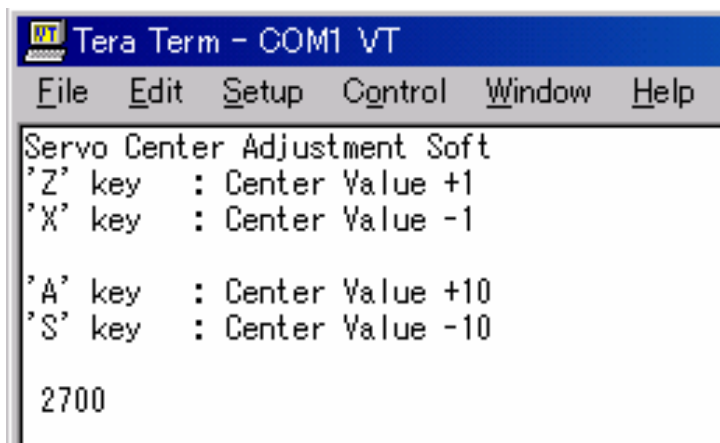 VT
Tera Term - COM1 VT
File Edit Setup Control Window Help
Servo Center Adjustment Soft
'Z' key : Center Value +1
'X' key : Center Value -1
'A' key : Center Value +10
'S' key : Center Value -10
2700